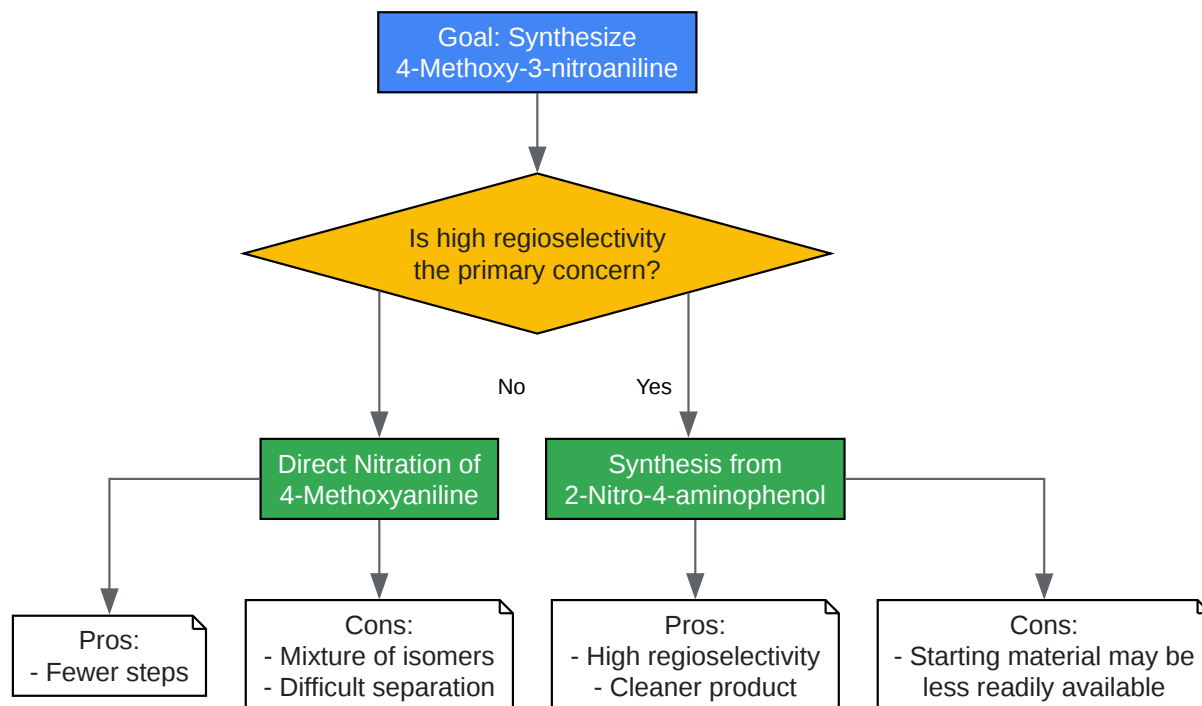 Goal: Synthesize
4-Methoxy-3-nitroaniline
Is high regioselectivity
the primary concern?
No
Yes
Direct Nitration of
4-Methoxyaniline
Synthesis from
2-Nitro-4-aminophenol
Pros:
- Fewer steps
Cons:
- Mixture of isomers
- Difficult separation
Pros:
- High regioselectivity
- Cleaner product
Cons:
- Starting material may be
less readily available